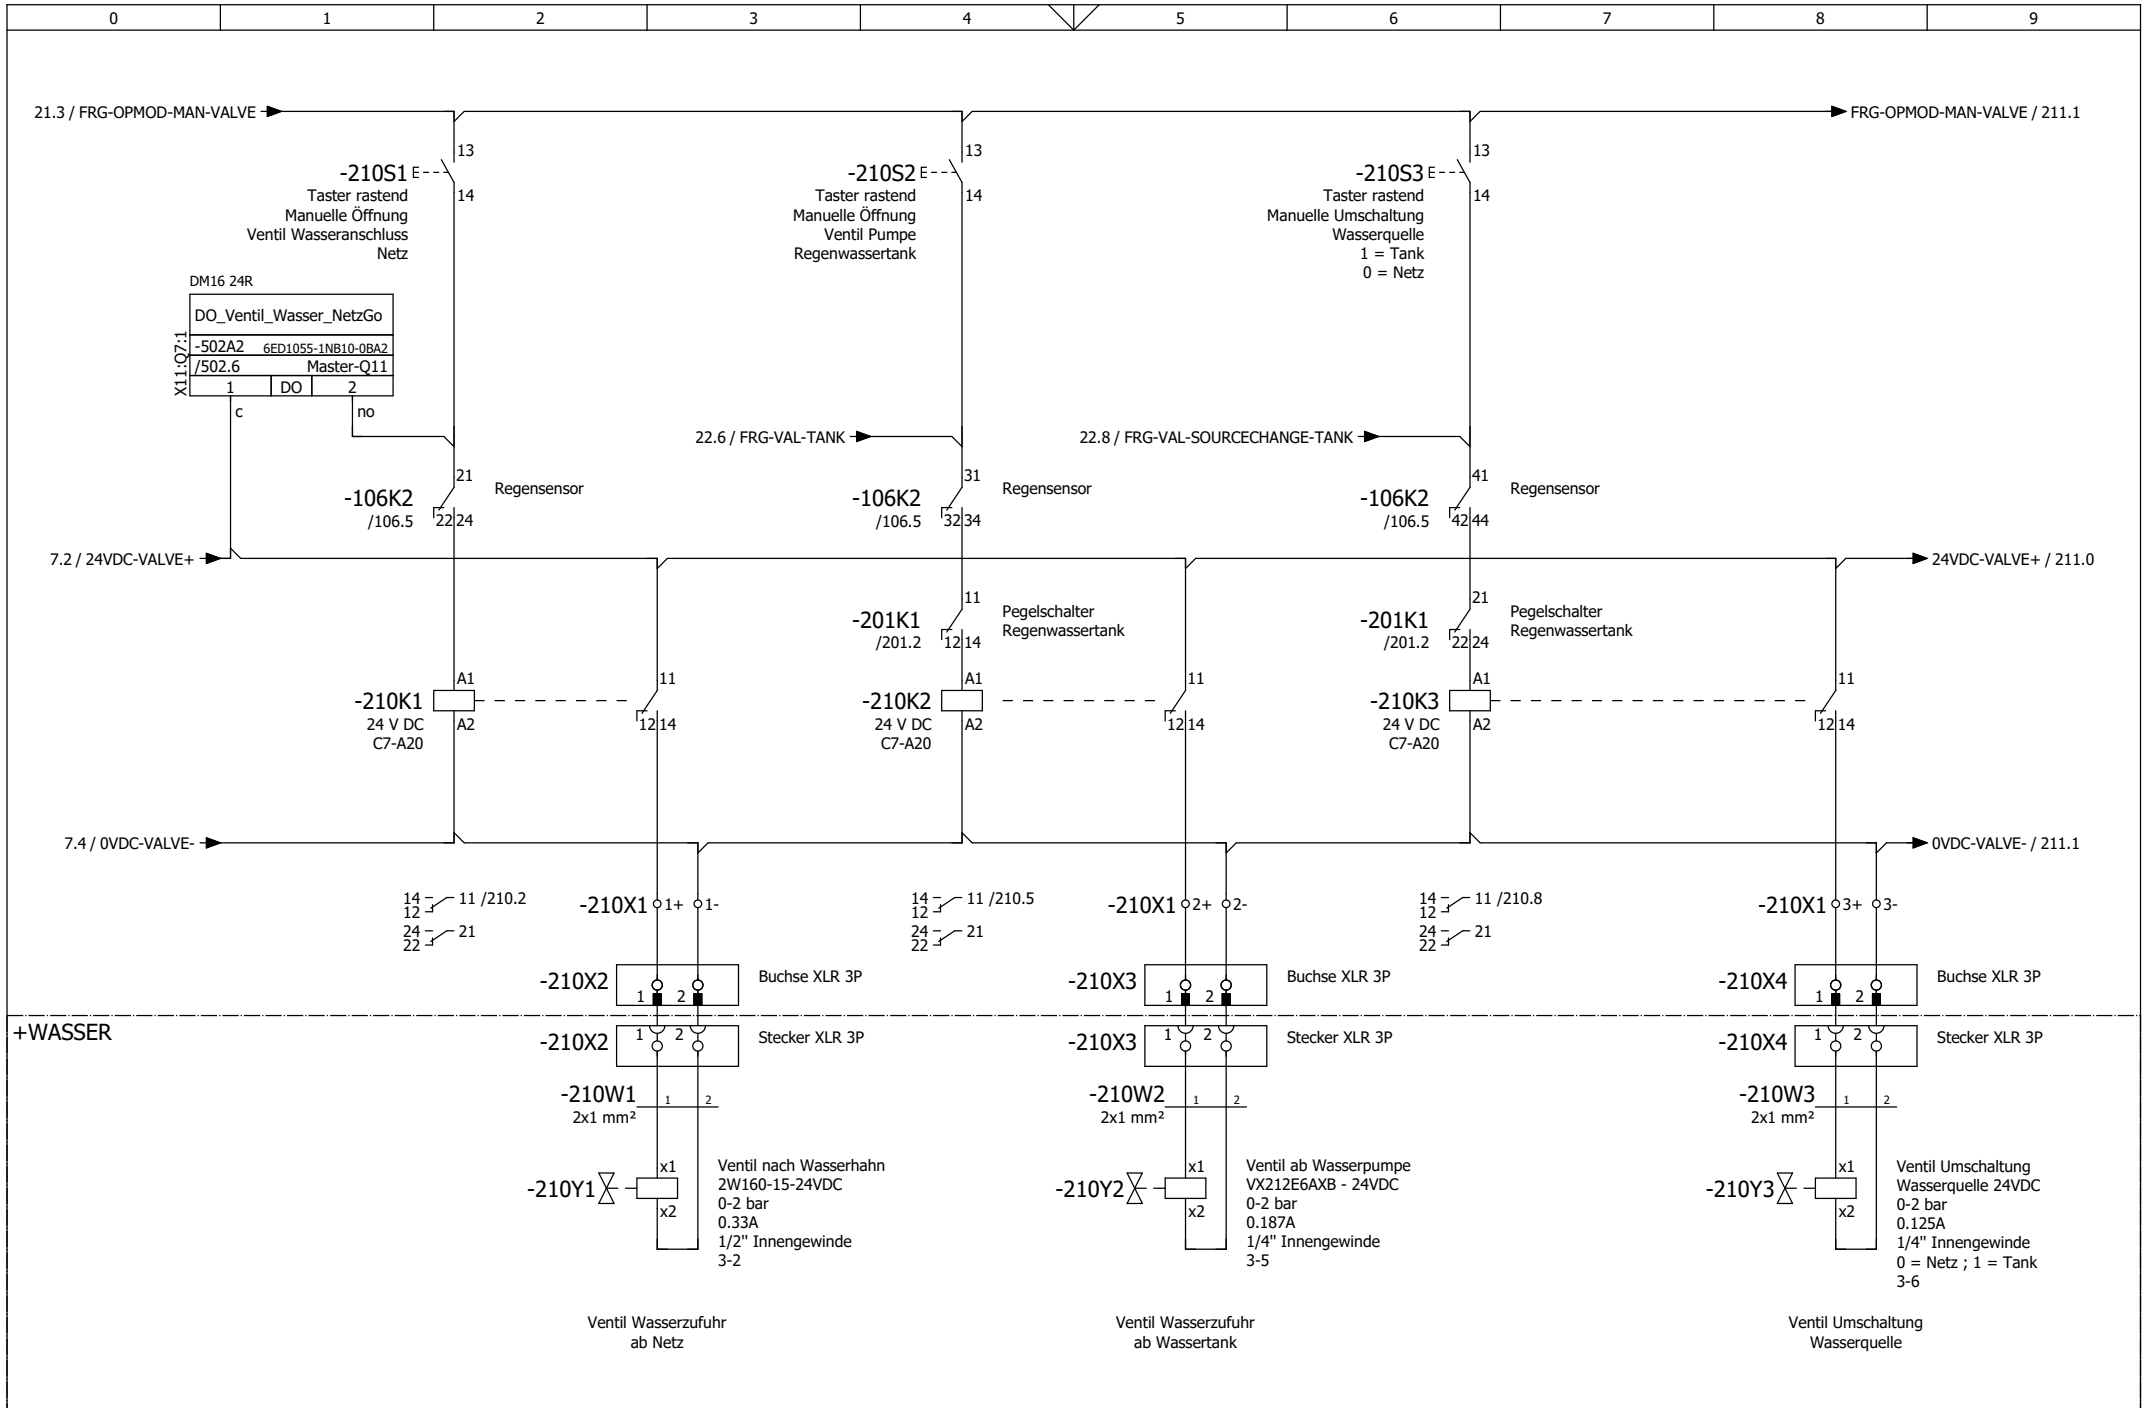 0 1 2 3 4 5 6 7 8 9
21.3 / FRG-OPMOD-MAN-VALVE
FRG-OPMOD-MAN-VALVE / 211.1
13
-210S1
14
Taster rastend
Manuelle Öffnung
Ventil Wasseranschluss
Netz
13
-210S2
14
Taster rastend
Manuelle Öffnung
Ventil Pumpe
Regenwassertank
13
-210S3
14
Taster rastend
Manuelle Umschaltung
Wasserquelle
1 = Tank
0 = Netz
DM16 24R
DO_Ventil_Wasser_NetzGo
X11:Q7:1
-502A2 6ED1055-1NB10-0BA2
/502.6 Master-Q11
1 DO 2
c no
22.6 / FRG-VAL-TANK
22.8 / FRG-VAL-SOURCECHANGE-TANK
21
-106K2 Regensensor
/106.5 22 24
31
-106K2 Regensensor
/106.5 32 34
41
-106K2 Regensensor
/106.5 42 44
7.2 / 24VDC-VALVE+
24VDC-VALVE+ / 211.0
11
-201K1
/201.2 12 14
Pegelschalter
Regenwassertank
21
-201K1
/201.2 22 24
Pegelschalter
Regenwassertank
A1
-210K1
24 V DC A2
C7-A20
11
12 14
A1
-210K2
24 V DC A2
C7-A20
11
12 14
A1
-210K3
24 V DC A2
C7-A20
11
12 14
7.4 / 0VDC-VALVE-
0VDC-VALVE- / 211.1
14 11 /210.2
12
24 21
22
-210X1 1+ 1-
14 11 /210.5
12
24 21
22
-210X1 2+ 2-
14 11 /210.8
12
24 21
22
-210X1 3+ 3-
-210X2 1 2 Buchse XLR 3P
-210X3 1 2 Buchse XLR 3P
-210X4 1 2 Buchse XLR 3P
+WASSER
-210X2 1 2 Stecker XLR 3P
-210X3 1 2 Stecker XLR 3P
-210X4 1 2 Stecker XLR 3P
-210W1 1 2
2x1 mm²
-210W2 1 2
2x1 mm²
-210W3 1 2
2x1 mm²
-210Y1
x1
x2
Ventil nach Wasserhahn
2W160-15-24VDC
0-2 bar
0.33A
1/2" Innengewinde
3-2
-210Y2
x1
x2
Ventil ab Wasserpumpe
VX212E6AXB - 24VDC
0-2 bar
0.187A
1/4" Innengewinde
3-5
-210Y3
x1
x2
Ventil Umschaltung
Wasserquelle 24VDC
0-2 bar
0.125A
1/4" Innengewinde
0 = Netz ; 1 = Tank
3-6
Ventil Wasserzufuhr
ab Netz
Ventil Wasserzufuhr
ab Wassertank
Ventil Umschaltung
Wasserquelle